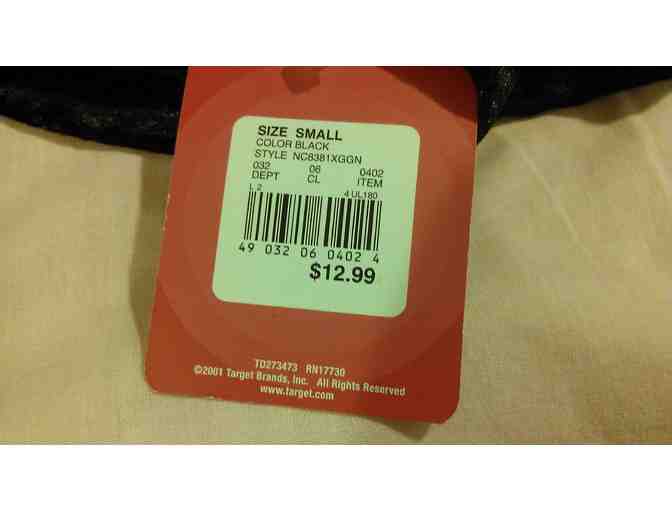 SIZE SMALL
COLOR BLACK
STYLE NC8381XGGN
032 06 0402
DEPT CL ITEM
L 2 4 UL180
49 032 06 0402 4
$12.99
TD273473 RN17730
©2001 Target Brands, Inc. All Rights Reserved
www.target.com